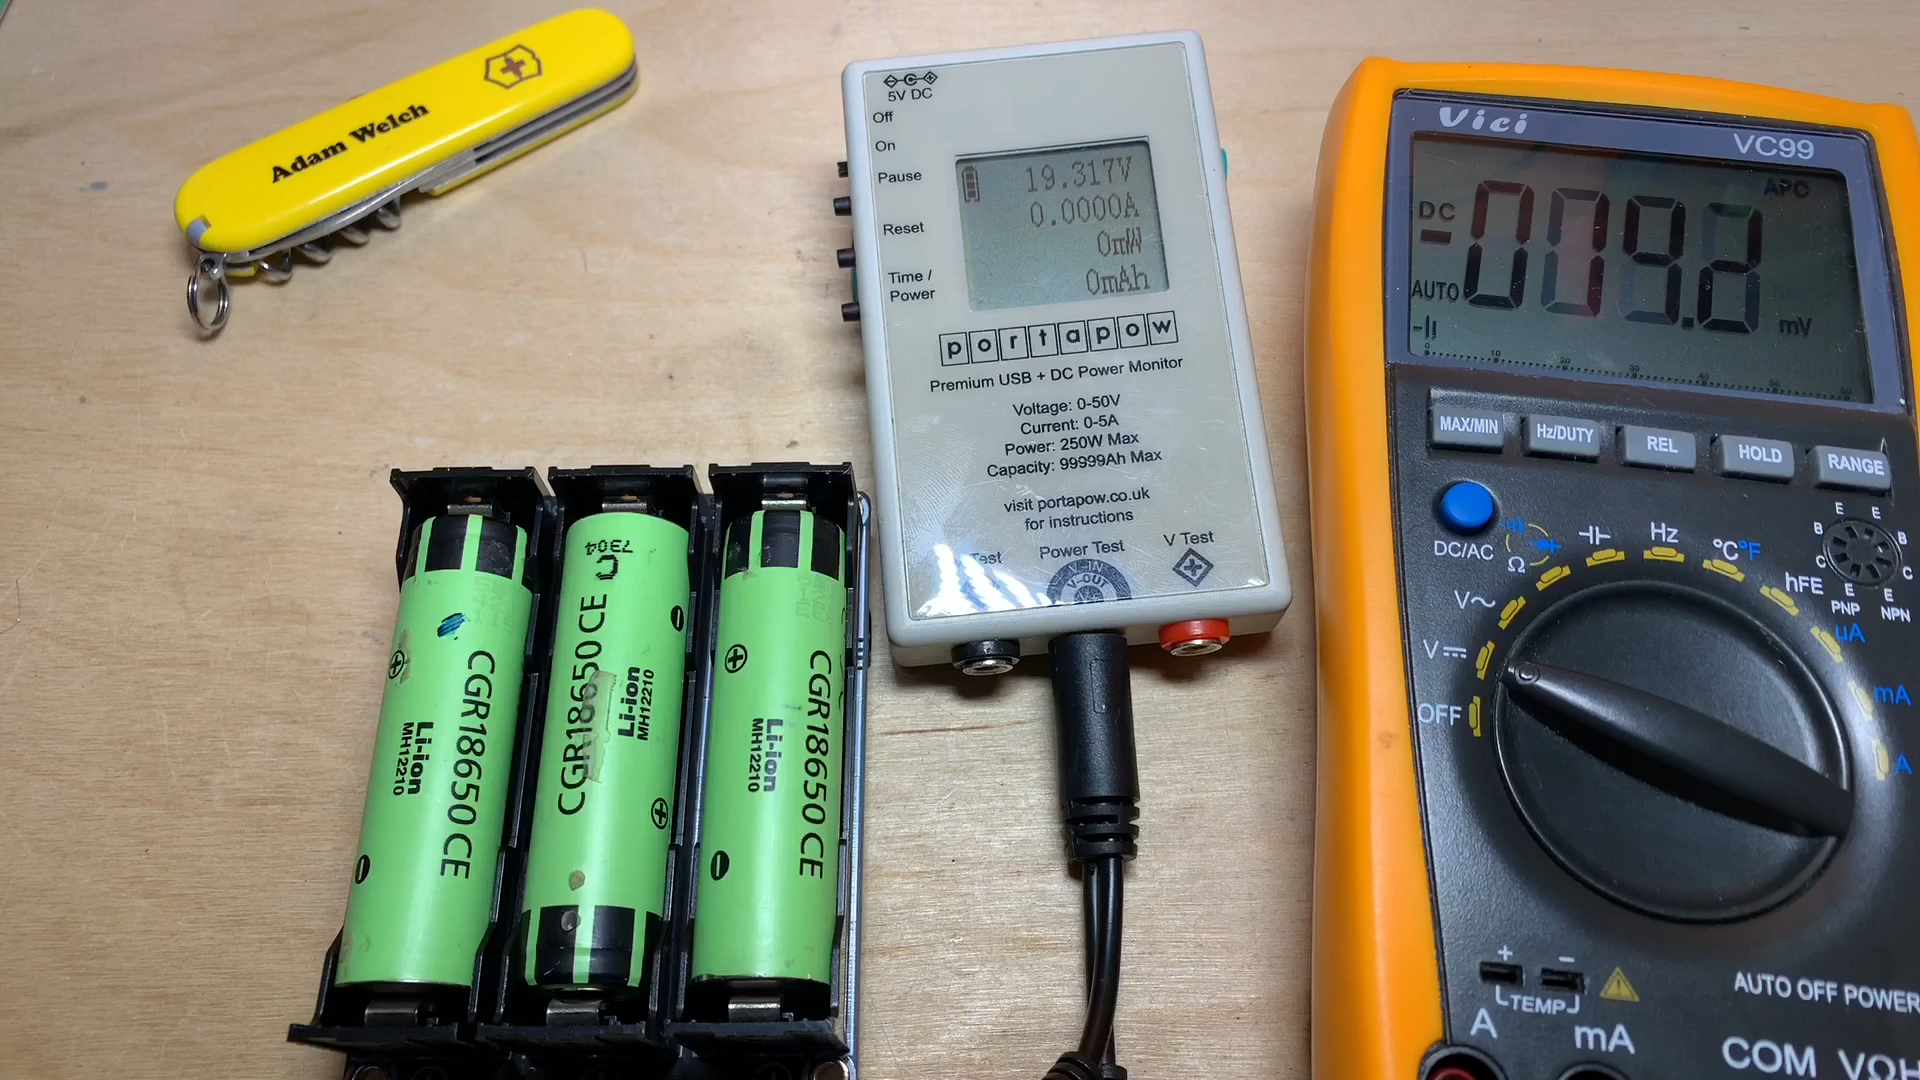 Adam Welch
5V DC
Off
On
Pause
Reset
Time /
Power
19.317V
0.0000A
0mW
0mAh
portapow
Premium USB + DC Power Monitor
Voltage: 0-50V
Current: 0-5A
Power: 250W Max
Capacity: 99999Ah Max
visit portapow.co.uk
for instructions
Power Test
V Test
V-IN
V-OUT
CGR18650CE
Li-ion
MH12210
7304
CGR18650CE
Li-ion
MH12210
CGR18650CE
Li-ion
MH12210
Vici
VC99
APO
DC
AUTO
mV
MAX/MIN
Hz/DUTY
REL
HOLD
RANGE
DC/AC
Ω
Hz
°C°F
hFE
E
E
B
B
C
C
E
E
PNP
NPN
V~
V
OFF
uA
mA
A
+ −
TEMP
A
mA
AUTO OFF POWER
COM